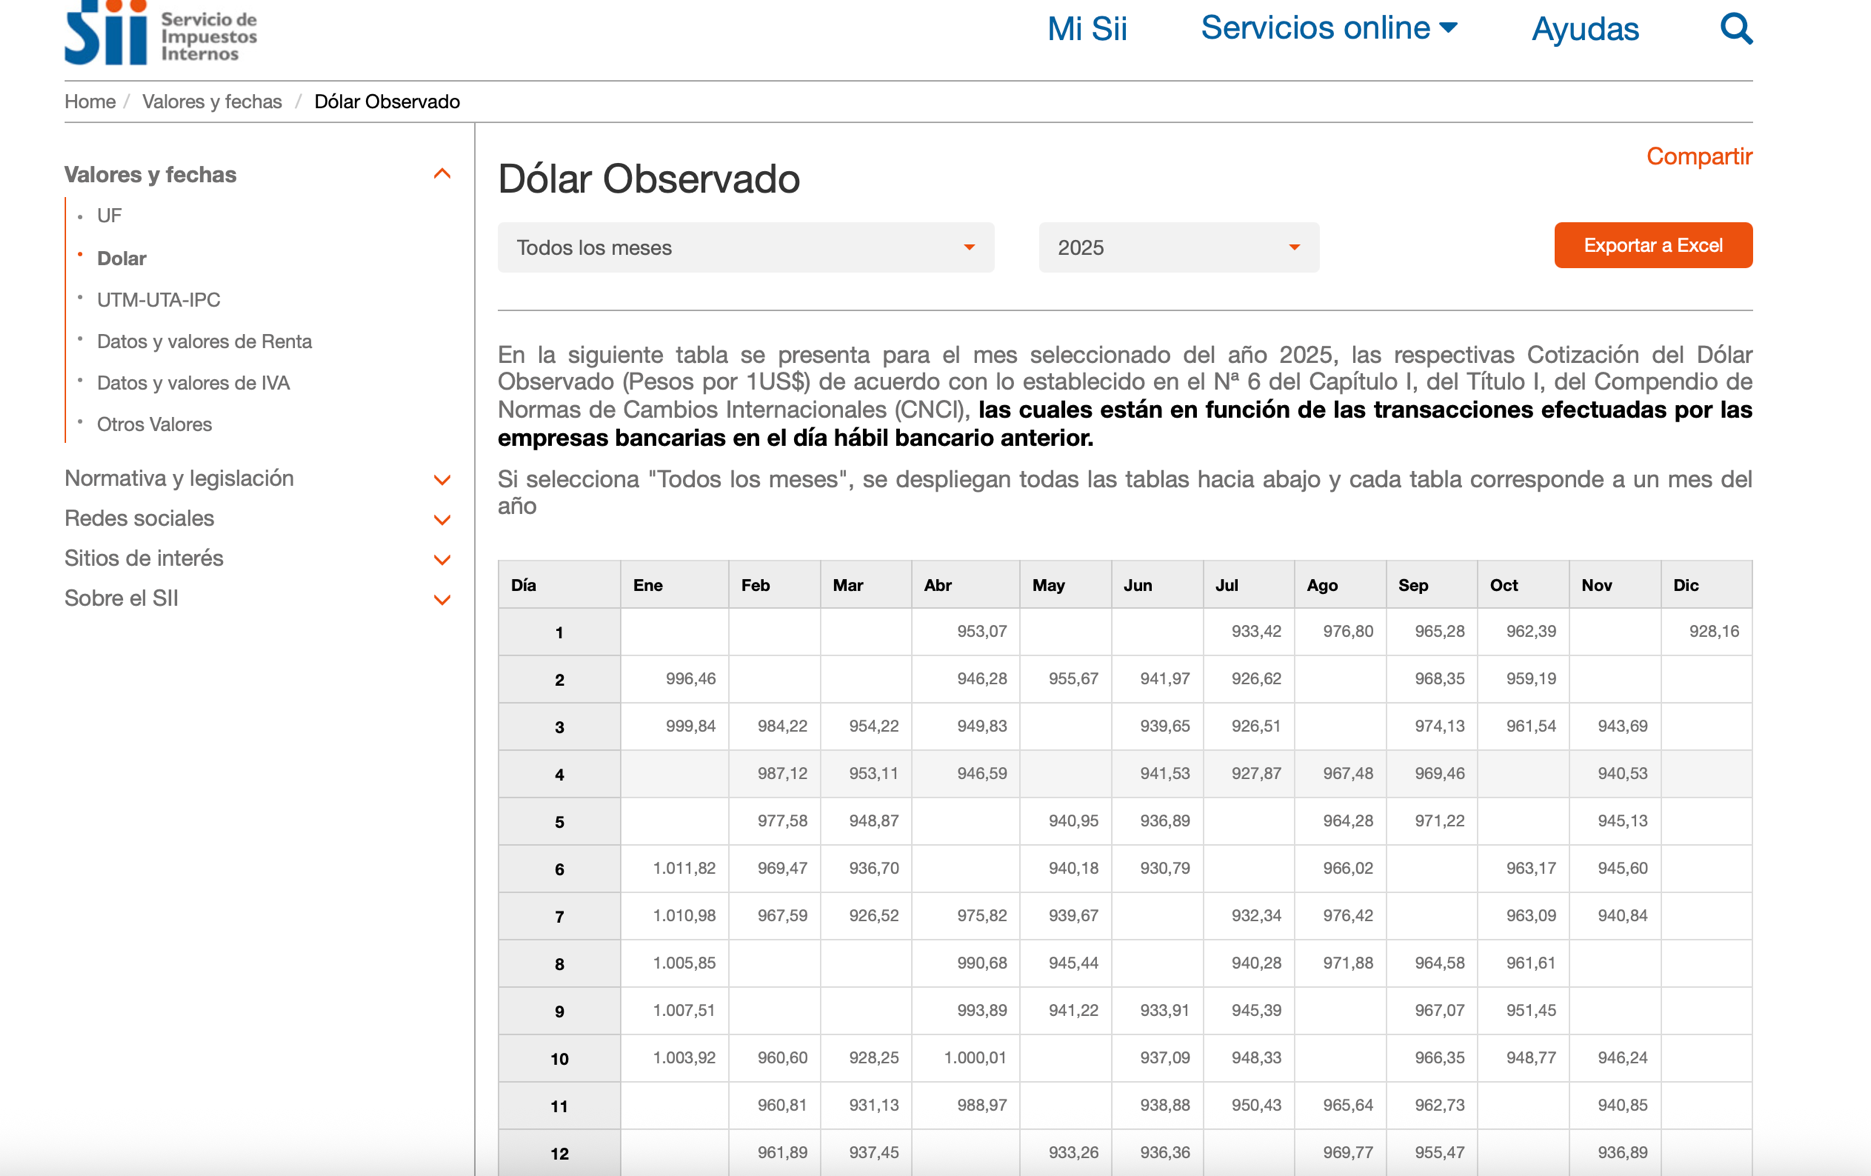 Sii Servicio de
Impuestos
Internos
Mi Sii Servicios online Ayudas
Home / Valores y fechas / Dólar Observado
Valores y fechas
UF
Dolar
UTM-UTA-IPC
Datos y valores de Renta
Datos y valores de IVA
Otros Valores
Normativa y legislación
Redes sociales
Sitios de interés
Sobre el SII
Compartir
Dólar Observado
Todos los meses 2025 Exportar a Excel
En la siguiente tabla se presenta para el mes seleccionado del año 2025, las respectivas Cotización del Dólar
Observado (Pesos por 1US$) de acuerdo con lo establecido en el Nª 6 del Capítulo I, del Título I, del Compendio de
Normas de Cambios Internacionales (CNCI), las cuales están en función de las transacciones efectuadas por las
empresas bancarias en el día hábil bancario anterior.
Si selecciona "Todos los meses", se despliegan todas las tablas hacia abajo y cada tabla corresponde a un mes del
año
Día Ene Feb Mar Abr May Jun Jul Ago Sep Oct Nov Dic
1 953,07 933,42 976,80 965,28 962,39 928,16
2 996,46 946,28 955,67 941,97 926,62 968,35 959,19
3 999,84 984,22 954,22 949,83 939,65 926,51 974,13 961,54 943,69
4 987,12 953,11 946,59 941,53 927,87 967,48 969,46 940,53
5 977,58 948,87 940,95 936,89 964,28 971,22 945,13
6 1.011,82 969,47 936,70 940,18 930,79 966,02 963,17 945,60
7 1.010,98 967,59 926,52 975,82 939,67 932,34 976,42 963,09 940,84
8 1.005,85 990,68 945,44 940,28 971,88 964,58 961,61
9 1.007,51 993,89 941,22 933,91 945,39 967,07 951,45
10 1.003,92 960,60 928,25 1.000,01 937,09 948,33 966,35 948,77 946,24
11 960,81 931,13 988,97 938,88 950,43 965,64 962,73 940,85
12 961,89 937,45 933,26 936,36 969,77 955,47 936,89